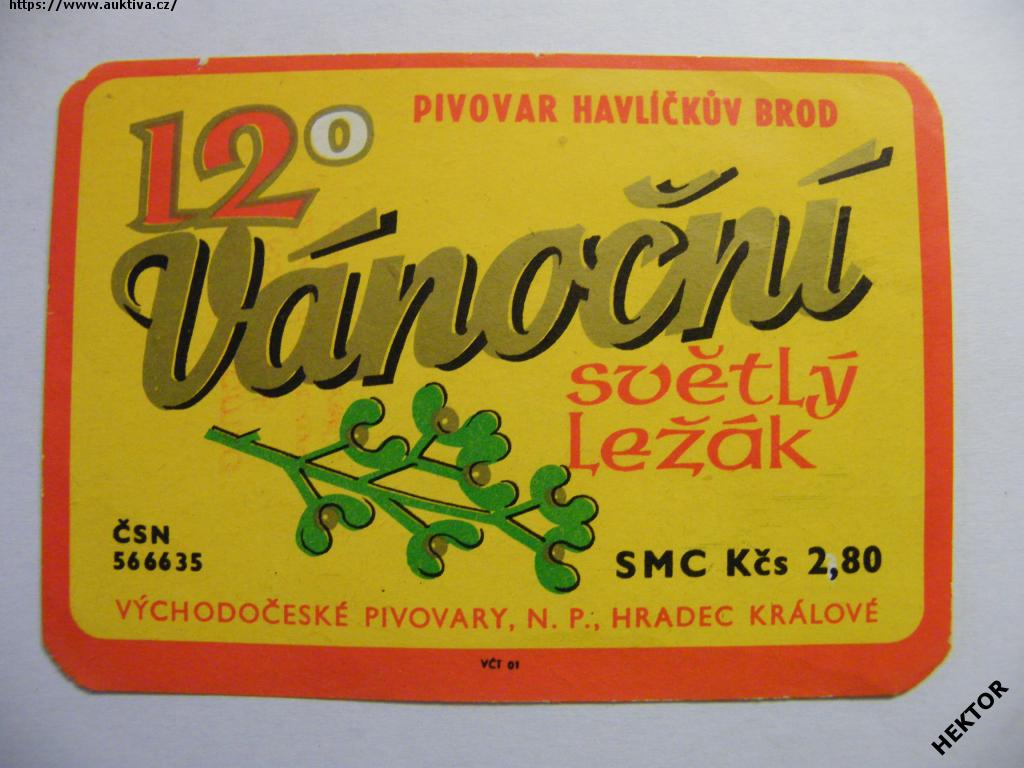 https://www.auktiva.cz/
12°
PIVOVAR HAVLÍČKŮV BROD
Vánoční
světlý
ležák
ČSN
566635
SMC Kčs 2,80
VÝCHODOČESKÉ PIVOVARY, N. P., HRADEC KRÁLOVÉ
VČT 01
HEKTOR